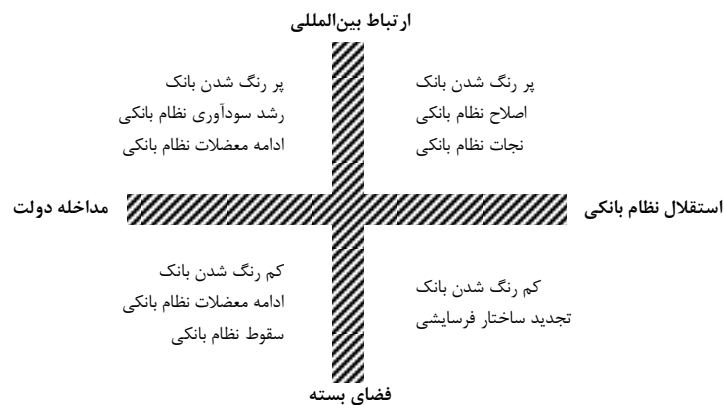 ارتباط بین‌المللی
پر رنگ شدن بانک
اصلاح نظام بانکی
نجات نظام بانکی
پر رنگ شدن بانک
رشد سودآوری نظام بانکی
ادامه معضلات نظام بانکی
استقلال نظام بانکی
مداخله دولت
کم رنگ شدن بانک
تجدید ساختار فرسایشی
کم رنگ شدن بانک
ادامه معضلات نظام بانکی
سقوط نظام بانکی
فضای بسته